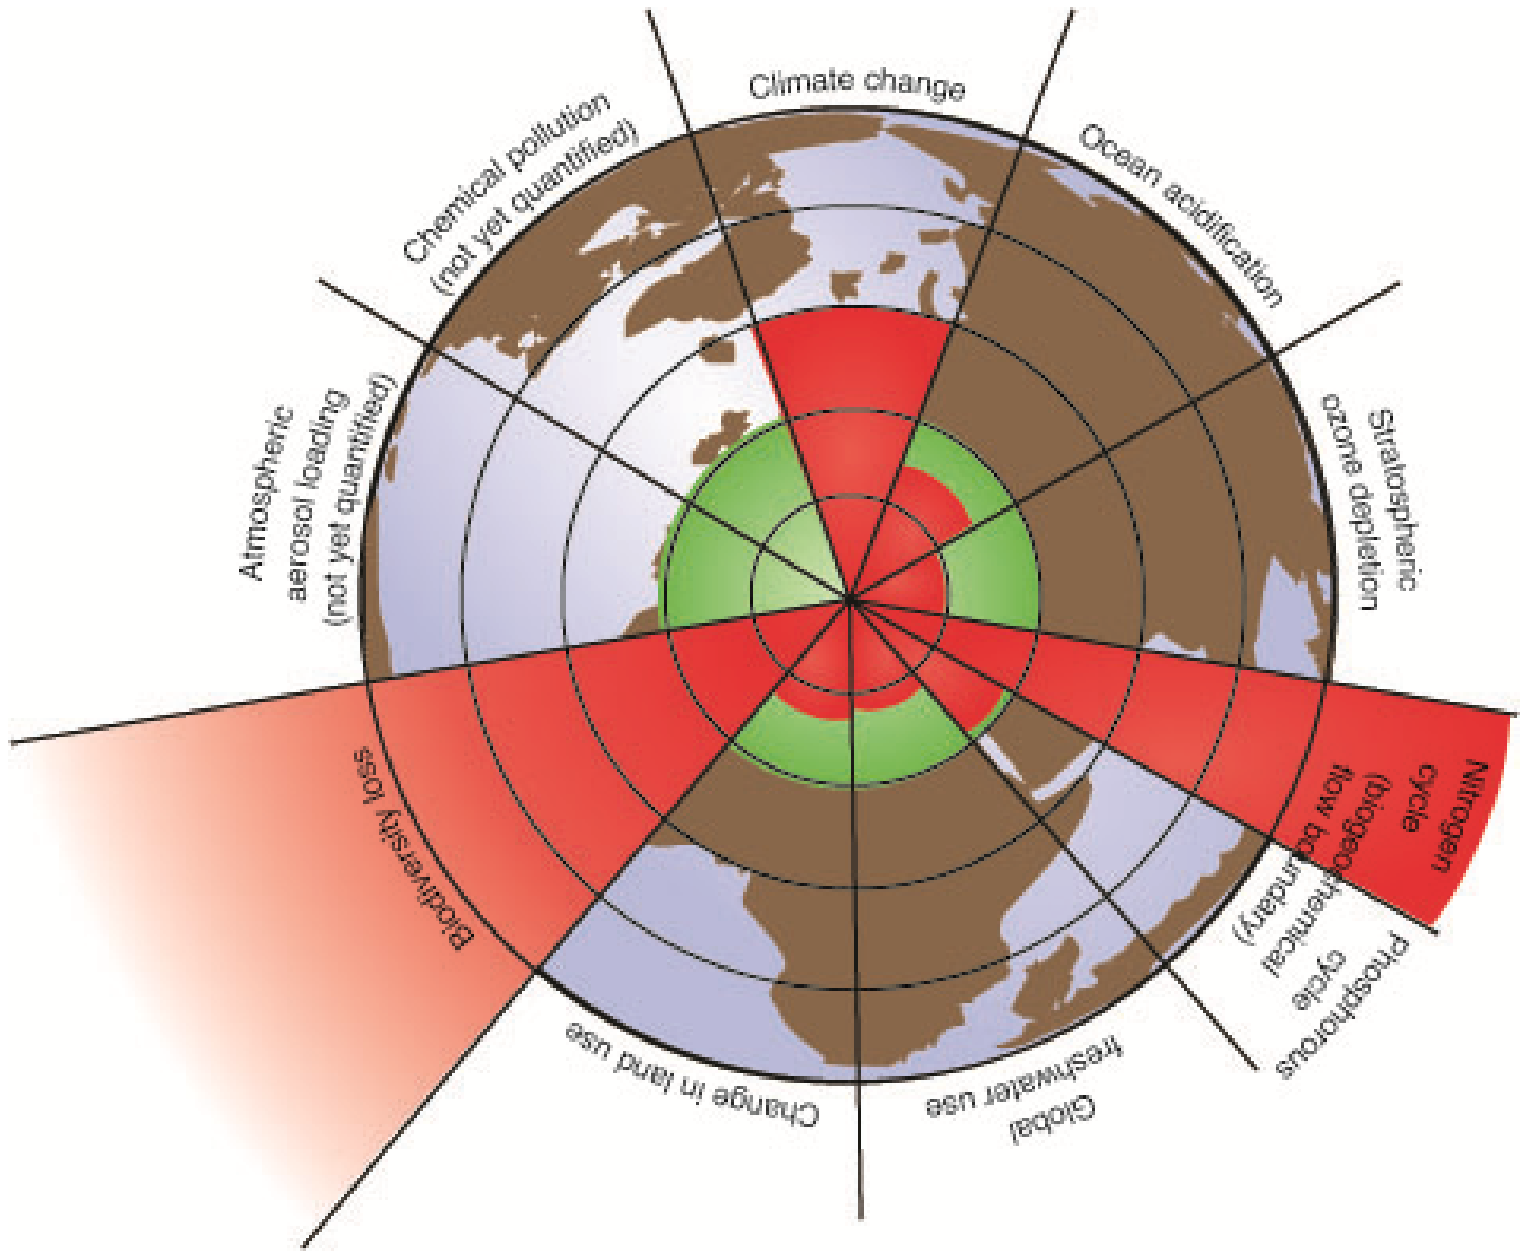 Climate change
Ocean acidification
Stratospheric
ozone depletion
Nitrogen
cycle
(biogeochemical
flow boundary)
Phosphorous
cycle
Global
freshwater use
Change in land use
Biodiversity loss
Atmospheric
aerosol loading
(not yet quantified)
Chemical pollution
(not yet quantified)